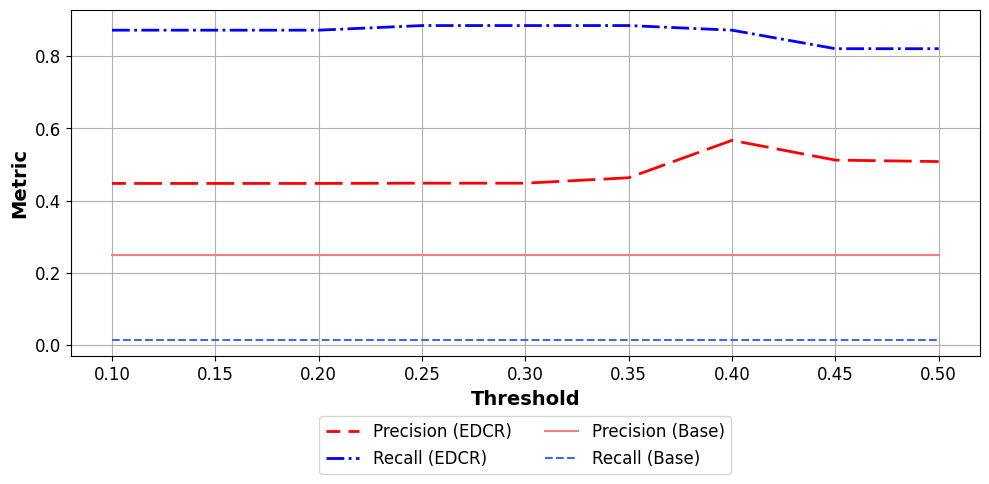 0.8
0.6
0.4
0.2
0.0
Metric
0.10 0.15 0.20 0.25 0.30 0.35 0.40 0.45 0.50
Threshold
Precision (EDCR) Precision (Base)
Recall (EDCR) Recall (Base)